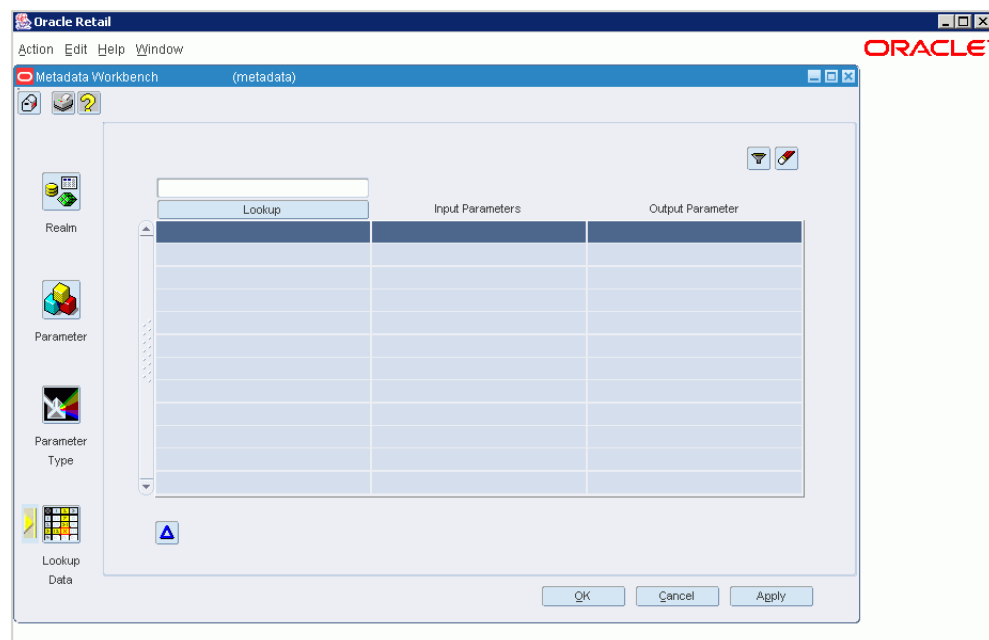 Oracle Retail
Action Edit Help Window
ORACLE
Metadata Workbench (metadata)
Lookup Input Parameters Output Parameter
Realm
Parameter
Parameter
Type
Lookup
Data
OK Cancel Apply